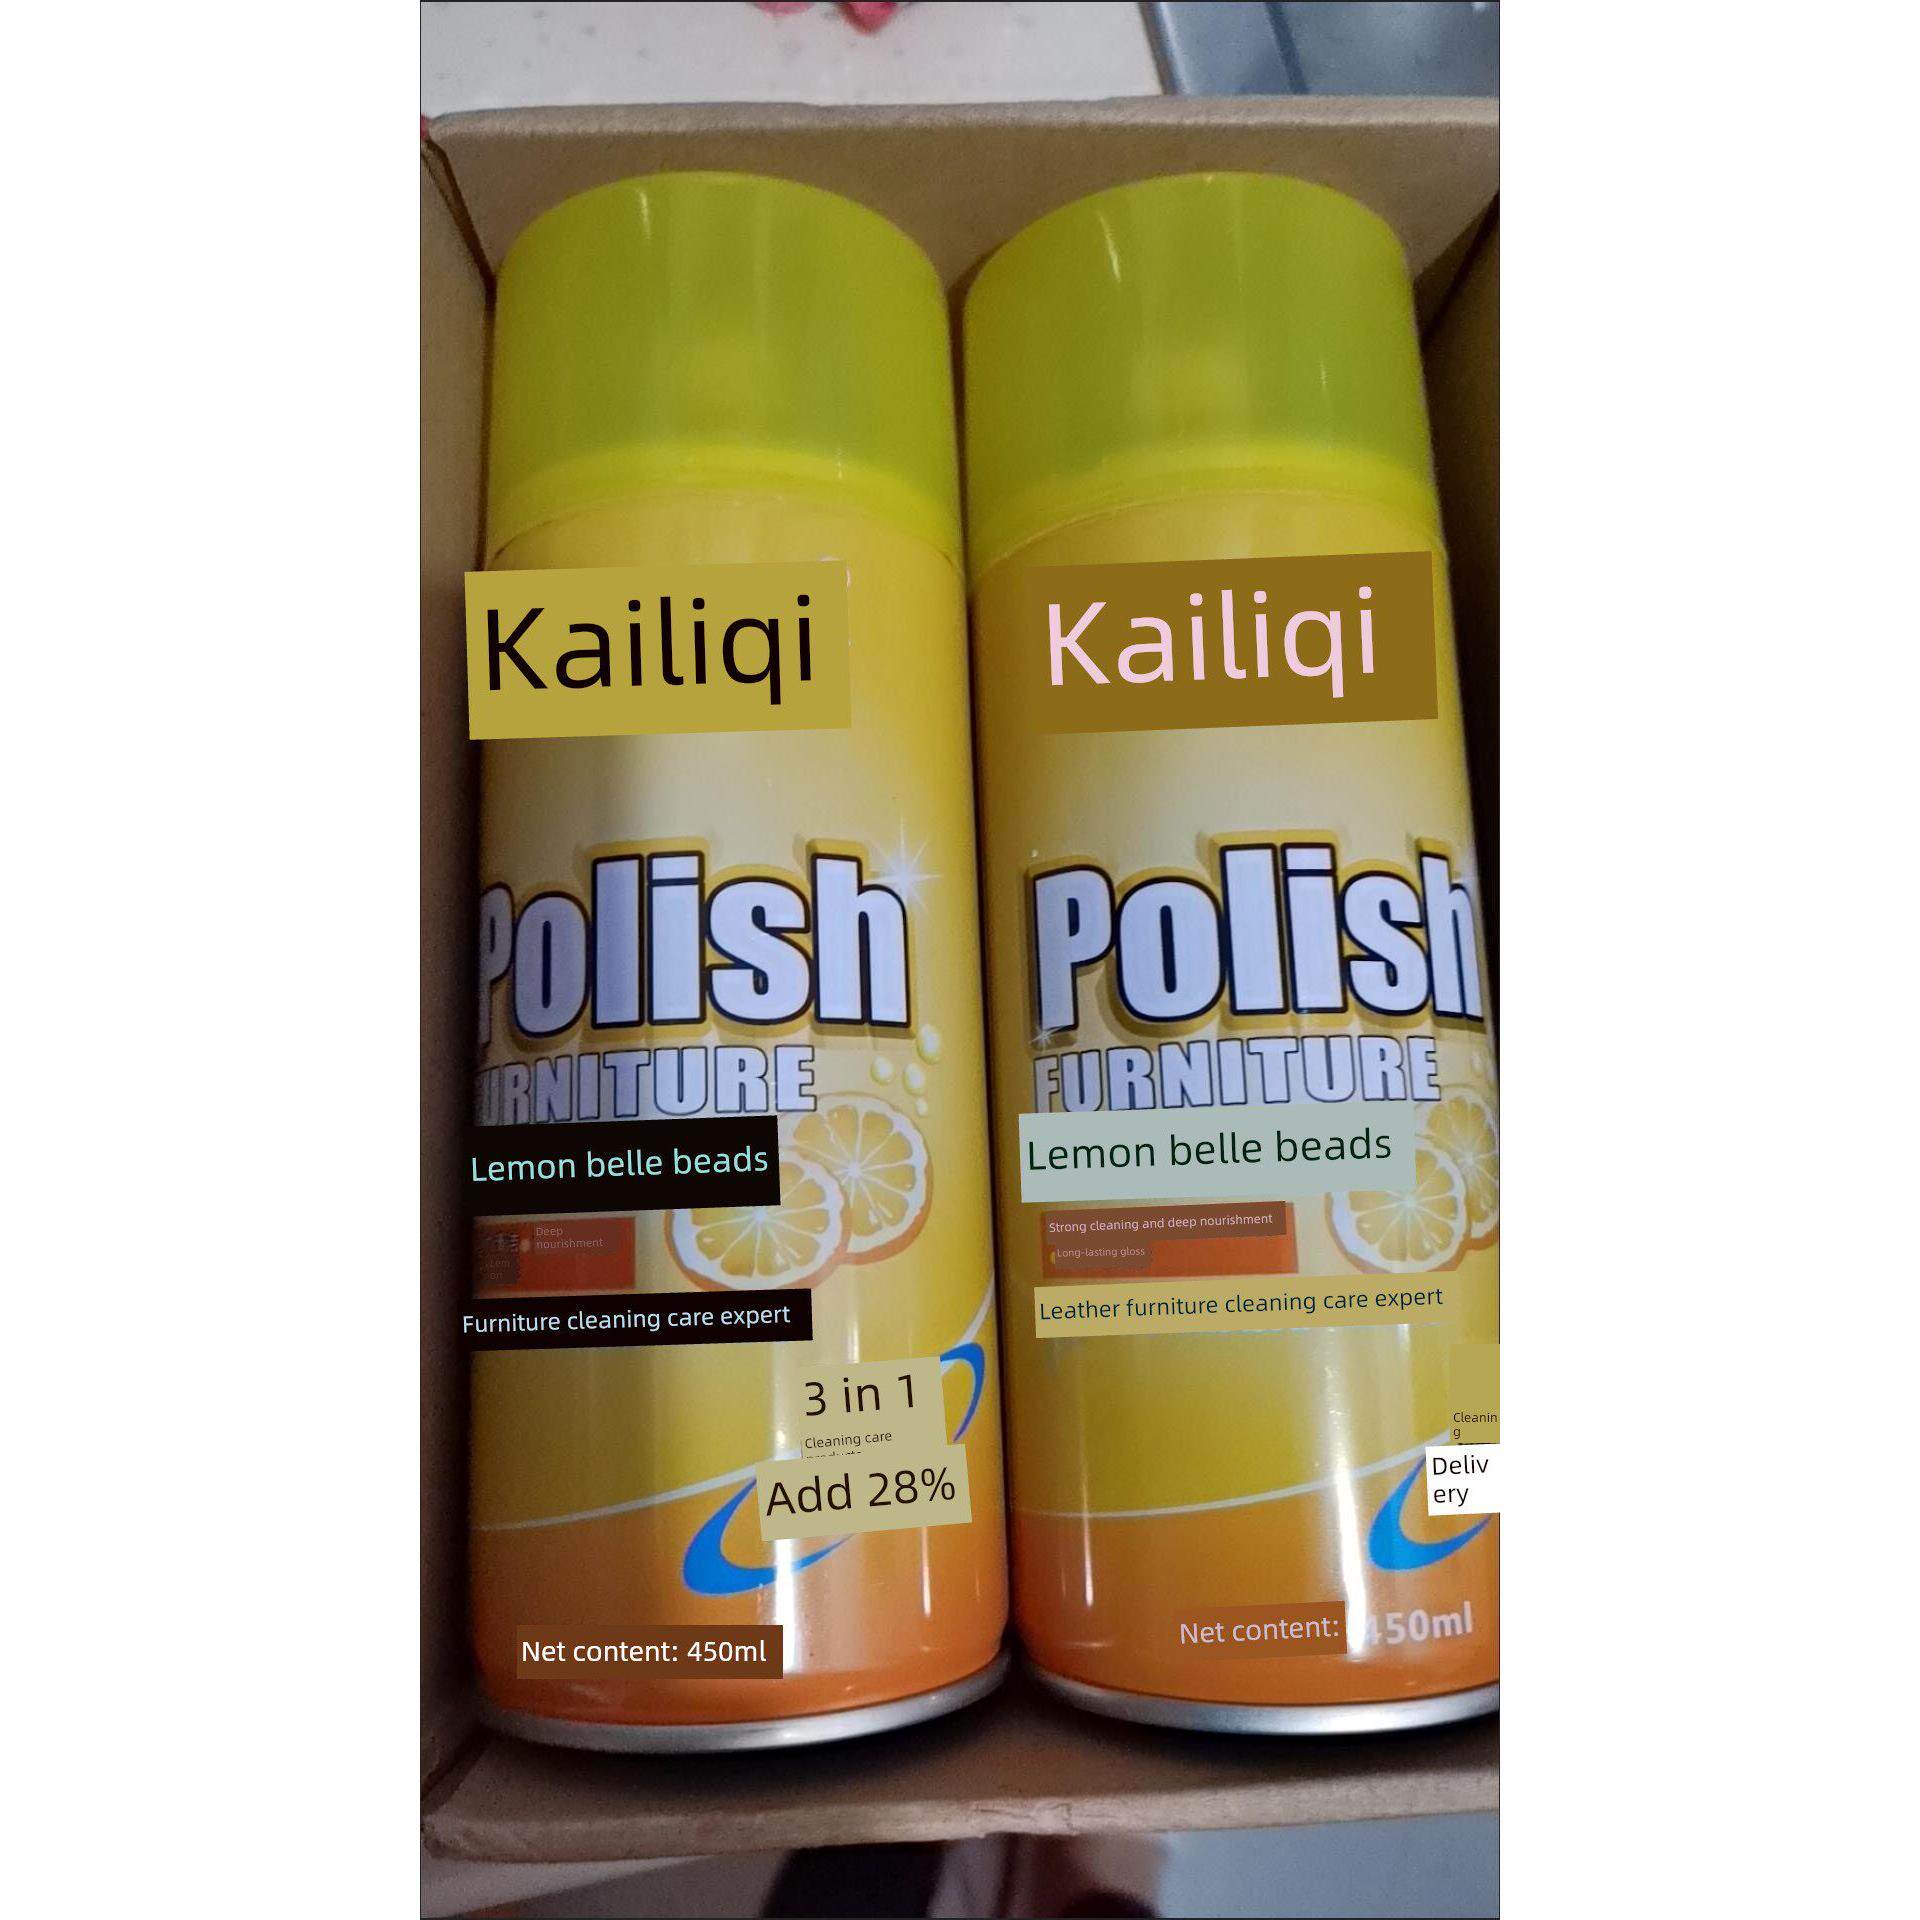 Kailiqi
Polish
FURNITURE
Lemon belle beads
Deep
nourishment
Furniture cleaning care expert
3 in 1
Cleaning care
Add 28%
Net content: 450ml
Kailiqi
Polish
FURNITURE
Lemon belle beads
Strong cleaning and deep nourishment
Long-lasting gloss
Leather furniture cleaning care expert
Cleanin
g
Deliv
ery
Net content: 450ml